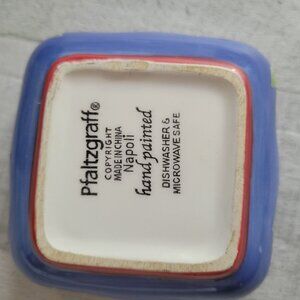 Pfaltzgraff®
COPYRIGHT
MADE IN CHINA
Napoli
hand painted
DISHWASHER &
MICROWAVE SAFE